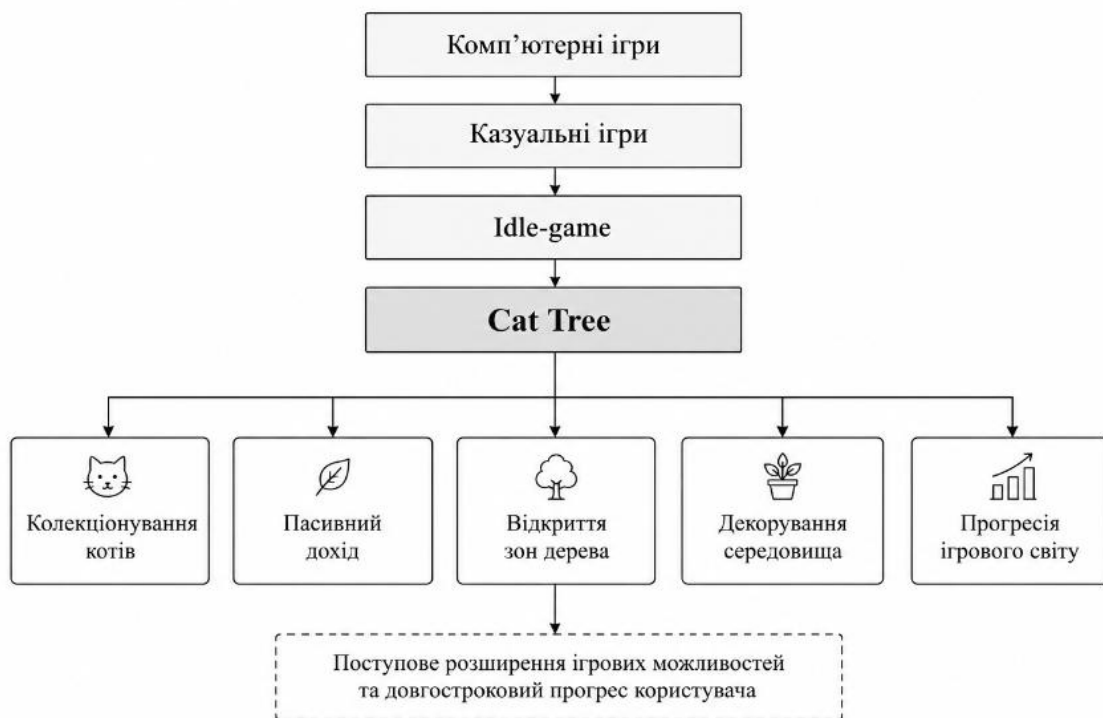 Комп’ютерні ігри
Казуальні ігри
Idle-game
Cat Tree
Колекціонування
котів
Пасивний
дохід
Відкриття
зон дерева
Декорування
середовища
Прогресія
ігрового світу
Поступове розширення ігрових можливостей
та довгостроковий прогрес користувача